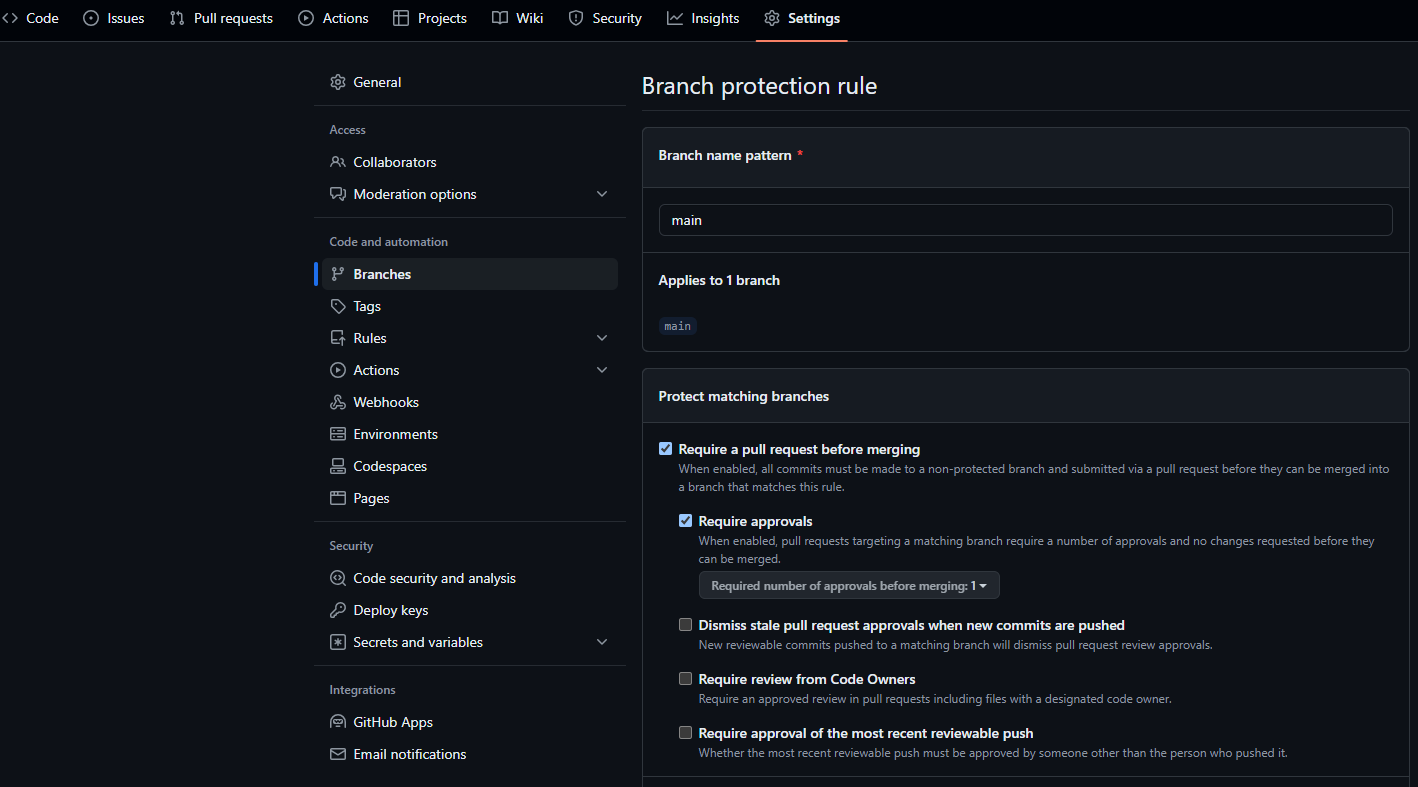 Code
Issues
Pull requests
Actions
Projects
Wiki
Security
Insights
Settings
General
Access
Collaborators
Moderation options
Code and automation
Branches
Tags
Rules
Actions
Webhooks
Environments
Codespaces
Pages
Security
Code security and analysis
Deploy keys
Secrets and variables
Integrations
GitHub Apps
Email notifications
Branch protection rule
Branch name pattern *
main
Applies to 1 branch
main
Protect matching branches
Require a pull request before merging
When enabled, all commits must be made to a non-protected branch and submitted via a pull request before they can be merged into
a branch that matches this rule.
Require approvals
When enabled, pull requests targeting a matching branch require a number of approvals and no changes requested before they
can be merged.
Required number of approvals before merging: 1
Dismiss stale pull request approvals when new commits are pushed
New reviewable commits pushed to a matching branch will dismiss pull request review approvals.
Require review from Code Owners
Require an approved review in pull requests including files with a designated code owner.
Require approval of the most recent reviewable push
Whether the most recent reviewable push must be approved by someone other than the person who pushed it.